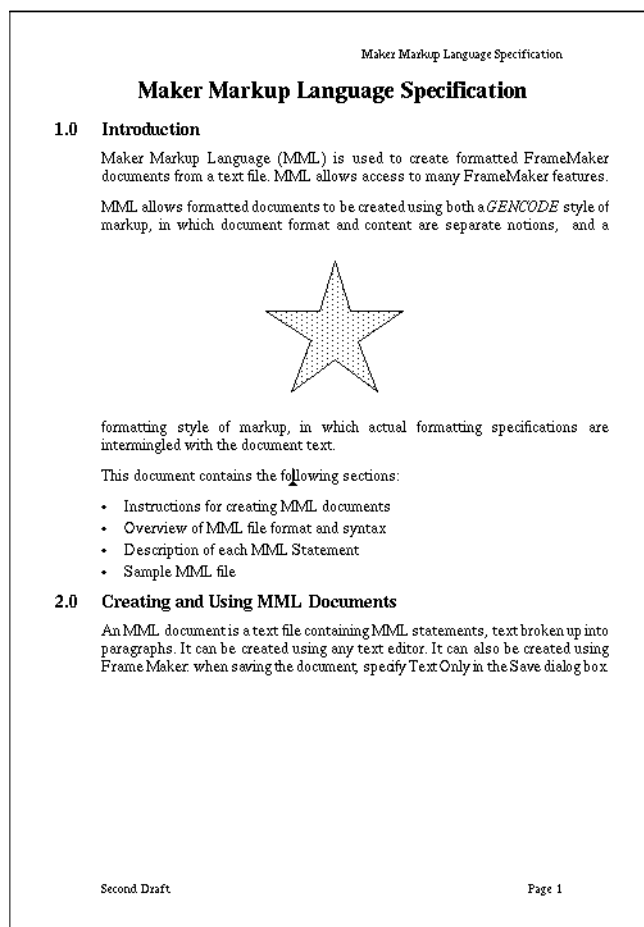 Maker Markup Language Specification
Maker Markup Language Specification
1.0 Introduction
Maker Markup Language (MML) is used to create formatted FrameMaker
documents from a text file. MML allows access to many FrameMaker features.
MML allows formatted documents to be created using both a GENCODE style of
markup, in which document format and content are separate notions, and a
formatting style of markup, in which actual formatting specifications are
intermingled with the document text.
This document contains the following sections:
• Instructions for creating MML documents
• Overview of MML file format and syntax
• Description of each MML Statement
• Sample MML file
2.0 Creating and Using MML Documents
An MML document is a text file containing MML statements, text broken up into
paragraphs. It can be created using any text editor. It can also be created using
Frame Maker: when saving the document, specify Text Only in the Save dialog box.
Second Draft
Page 1